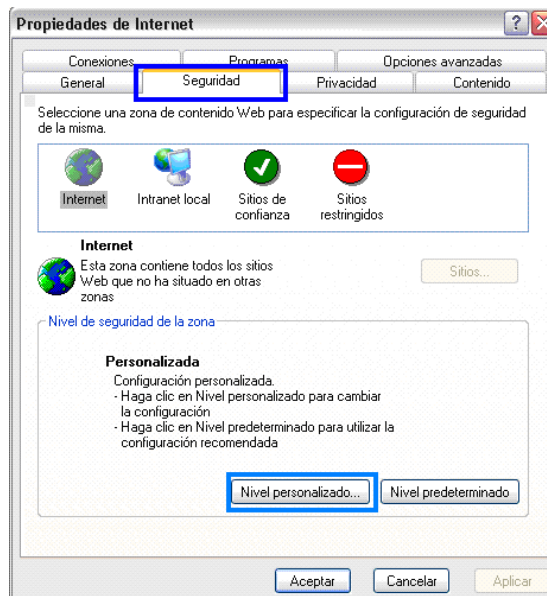 Propiedades de Internet
Conexiones Programas Opciones avanzadas
General Seguridad Privacidad Contenido
Seleccione una zona de contenido Web para especificar la configuración de seguridad
de la misma.
Internet Intranet local Sitios de confianza Sitios restringidos
Internet
Esta zona contiene todos los sitios
Web que no ha situado en otras
zonas
Sitios...
Nivel de seguridad de la zona
Personalizada
Configuración personalizada.
- Haga clic en Nivel personalizado para cambiar
la configuración
- Haga clic en Nivel predeterminado para utilizar la
configuración recomendada
Nivel personalizado... Nivel predeterminado
Aceptar Cancelar Aplicar